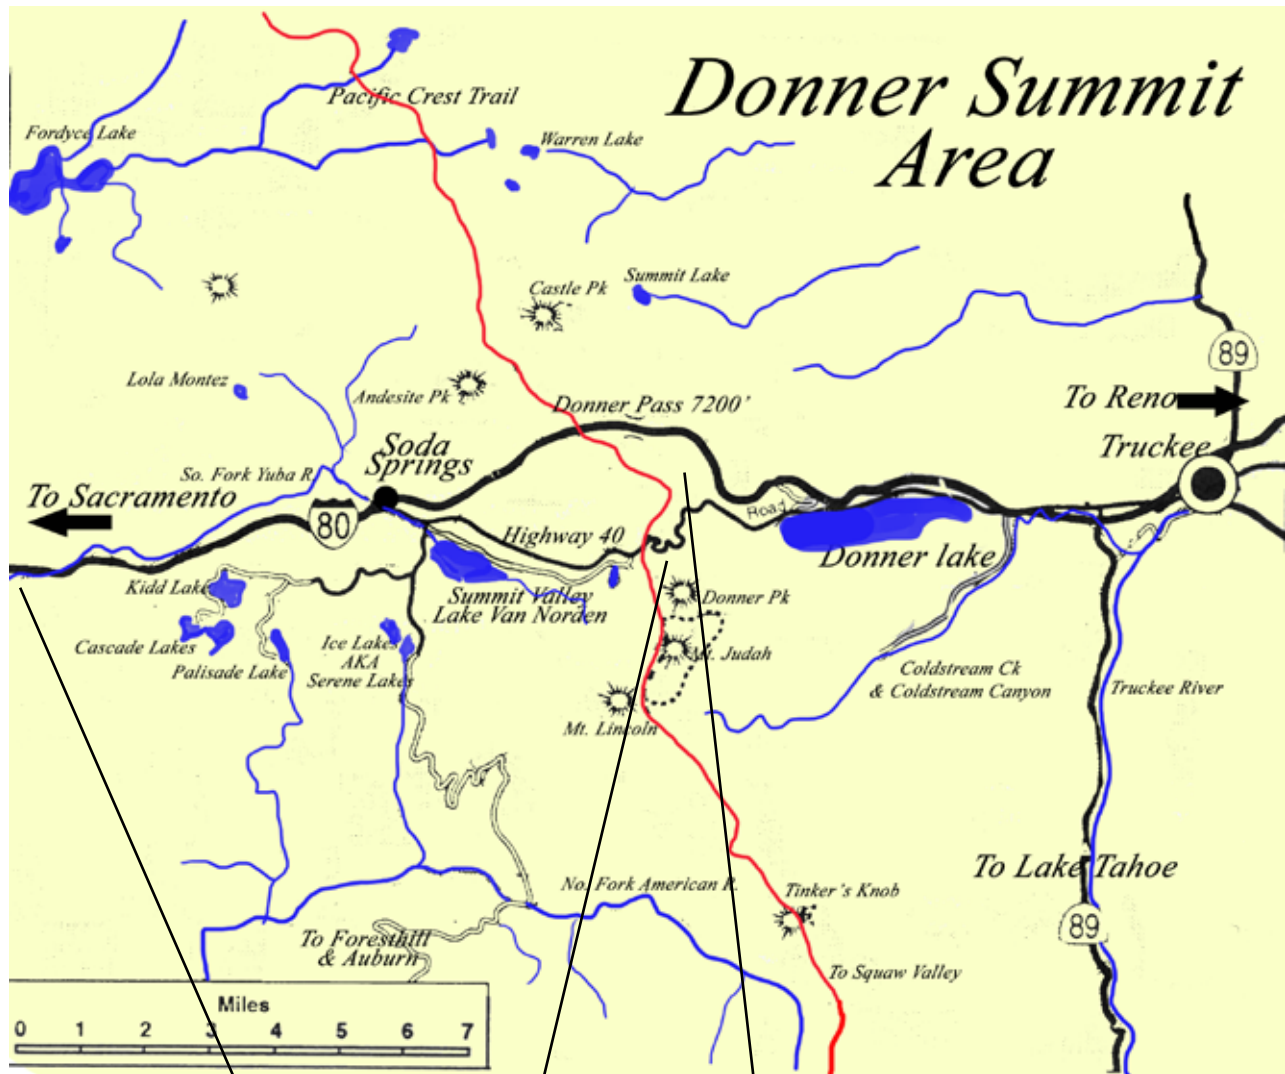 Donner Summit
Area
Pacific Crest Trail
Fordyce Lake
Warren Lake
Castle Pk
Summit Lake
89
Lola Montez
Andesite Pk
Donner Pass 7200'
To Reno
Truckee
Soda
Springs
So. Fork Yuba R.
To Sacramento
80
Highway 40
Road
Donner lake
Kidd Lake
Summit Valley
Lake Van Norden
Donner Pk
Cascade Lakes
Palisade Lake
Ice Lakes
AKA
Serene Lakes
Mt. Judah
Coldstream Ck
& Coldstream Canyon
Truckee River
Mt. Lincoln
To Lake Tahoe
No. Fork American R.
Tinker's Knob
89
To Foresthill
& Auburn
To Squaw Valley
Miles
0 1 2 3 4 5 6 7